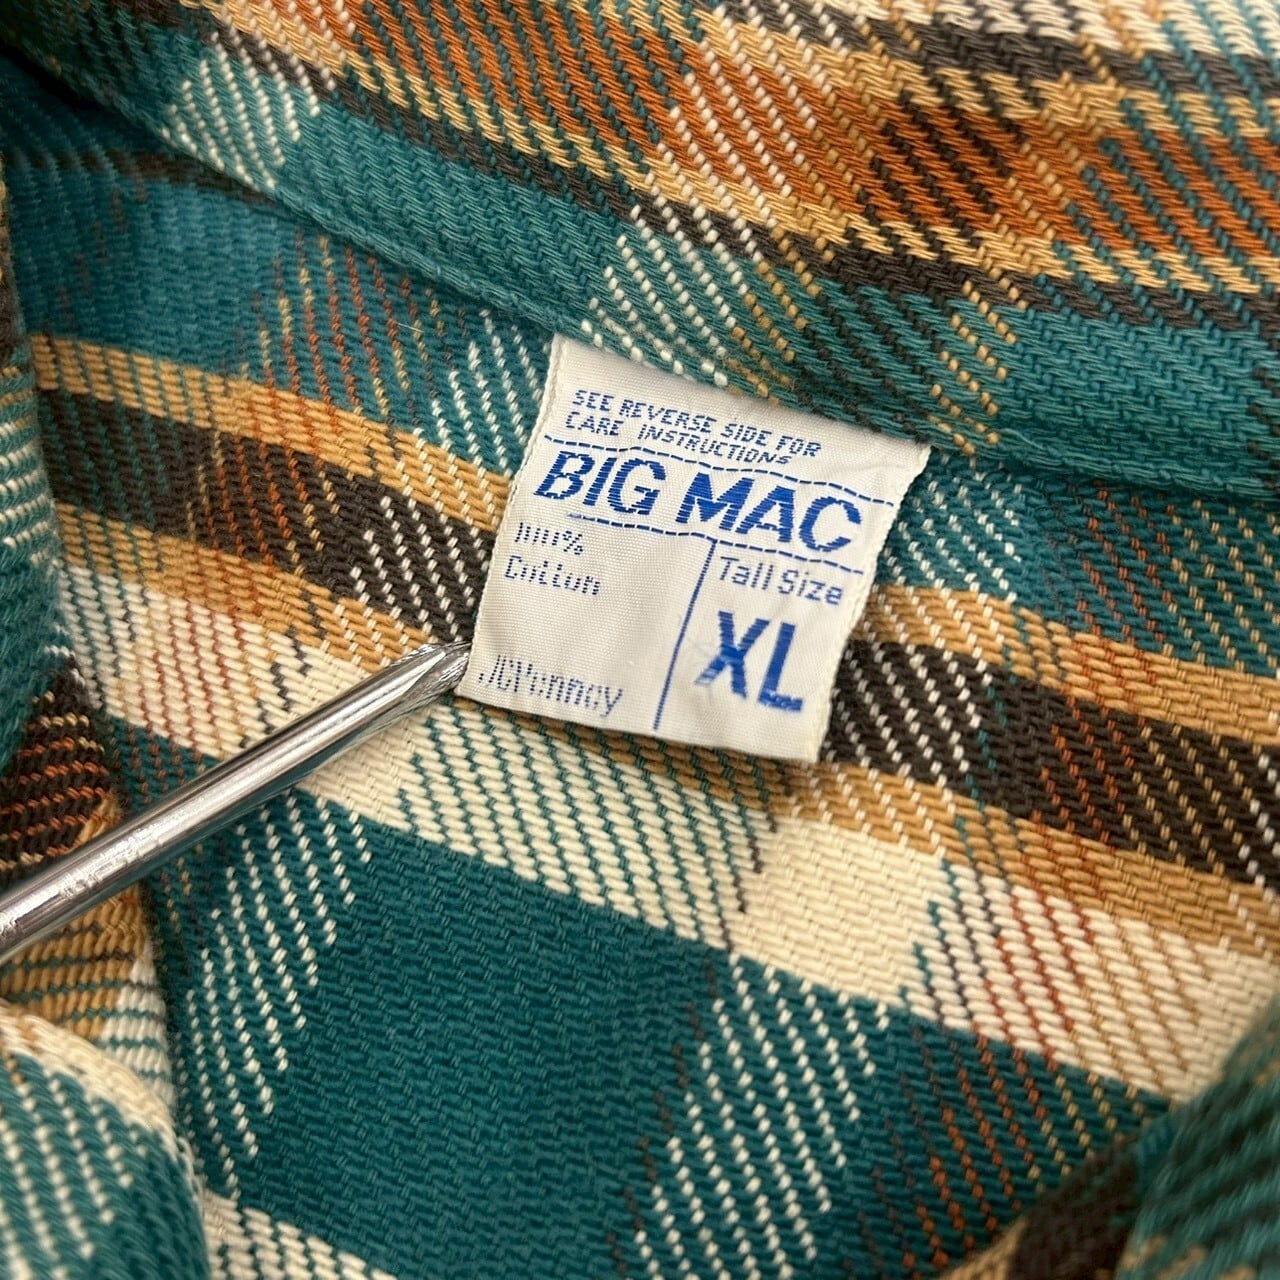 SEE REVERSE SIDE FOR
CARE INSTRUCTIONS
BIG MAC
100%
Cotton
Tall Size
XL
JCPenney